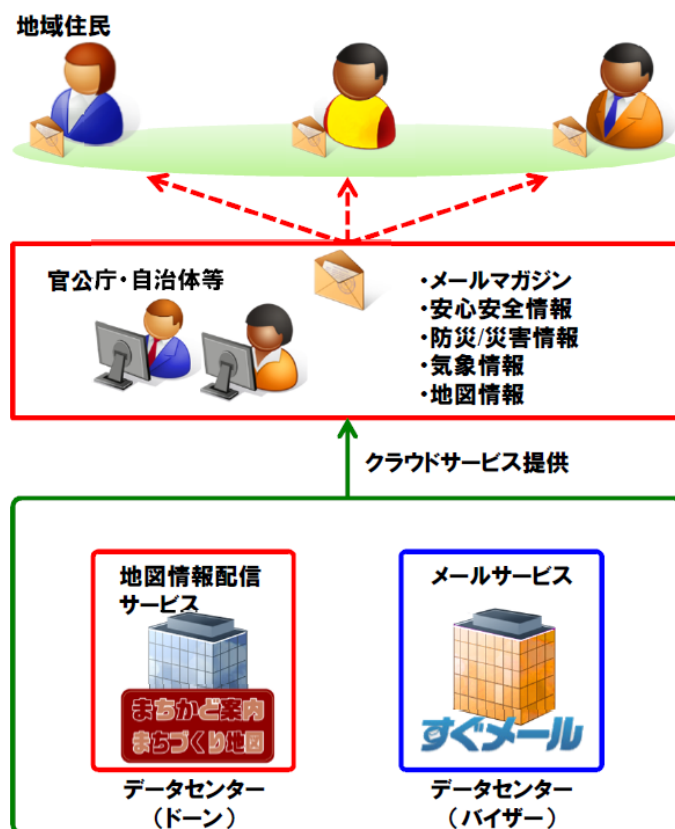 地域住民
官公庁・自治体等
・メールマガジン
・安心安全情報
・防災/災害情報
・気象情報
・地図情報
クラウドサービス提供
地図情報配信
サービス
まちかど案内
まちづくり地図
データセンター
（ドーン）
メールサービス
すぐメール
データセンター
（バイザー）